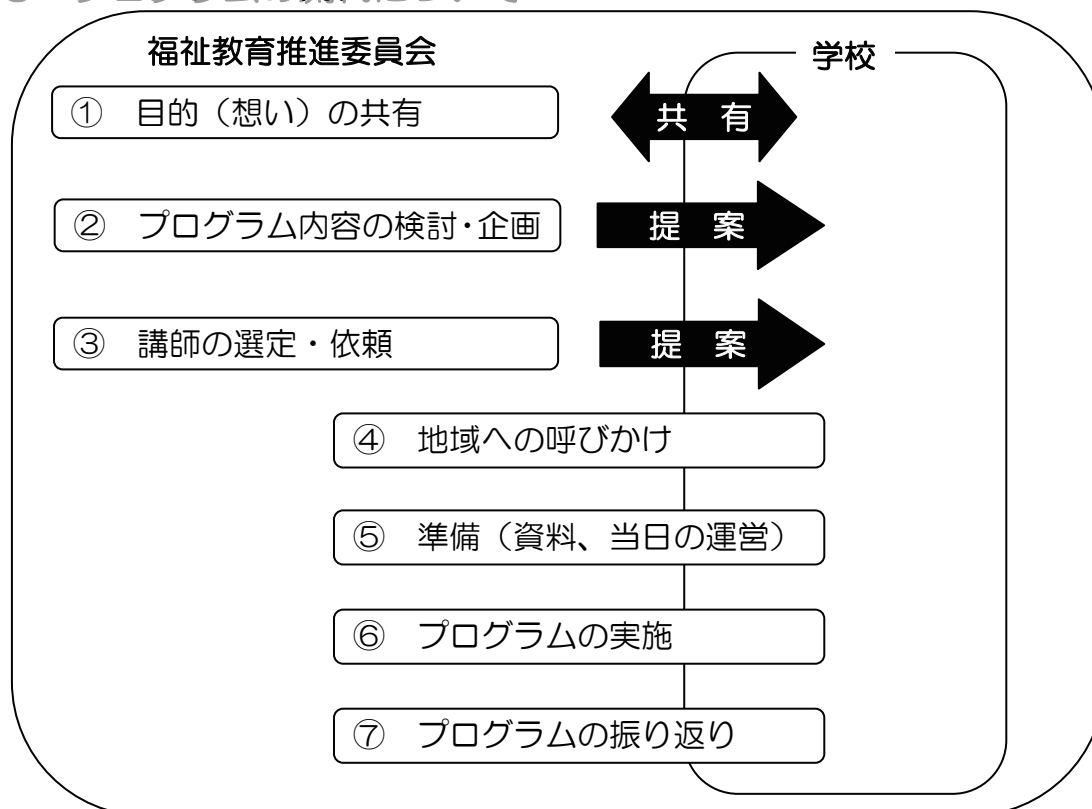 福祉教育推進委員会
学校
① 目的（想い）の共有
共 有
② プログラム内容の検討・企画
提 案
③ 講師の選定・依頼
提 案
④ 地域への呼びかけ
⑤ 準備（資料、当日の運営）
⑥ プログラムの実施
⑦ プログラムの振り返り